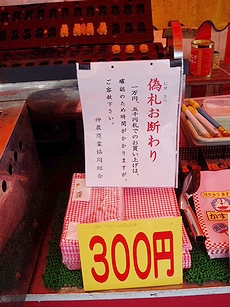 偽札お断わり
一万円、五千円札でのお買い上げは、
確認のため時間がかかりますが、
ご容赦下さい。
神農商業協同組合
300円